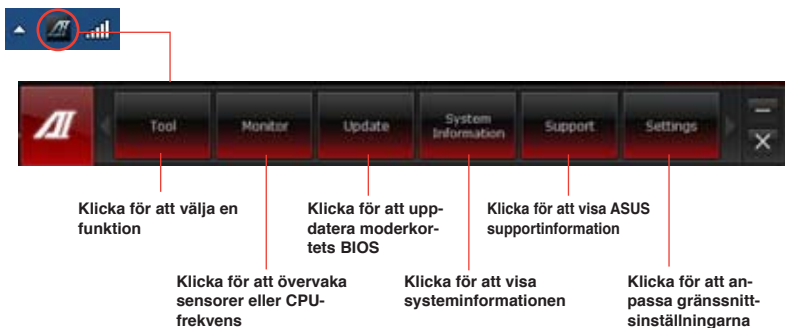 Tool
Monitor
Update
System
Information
Support
Settings
Klicka för att välja en
funktion
Klicka för att upp-
datera moderkor-
tets BIOS
Klicka för att visa ASUS
supportinformation
Klicka för att övervaka
sensorer eller CPU-
frekvens
Klicka för att visa
systeminformationen
Klicka för att an-
passa gränssnitt-
sinställningarna